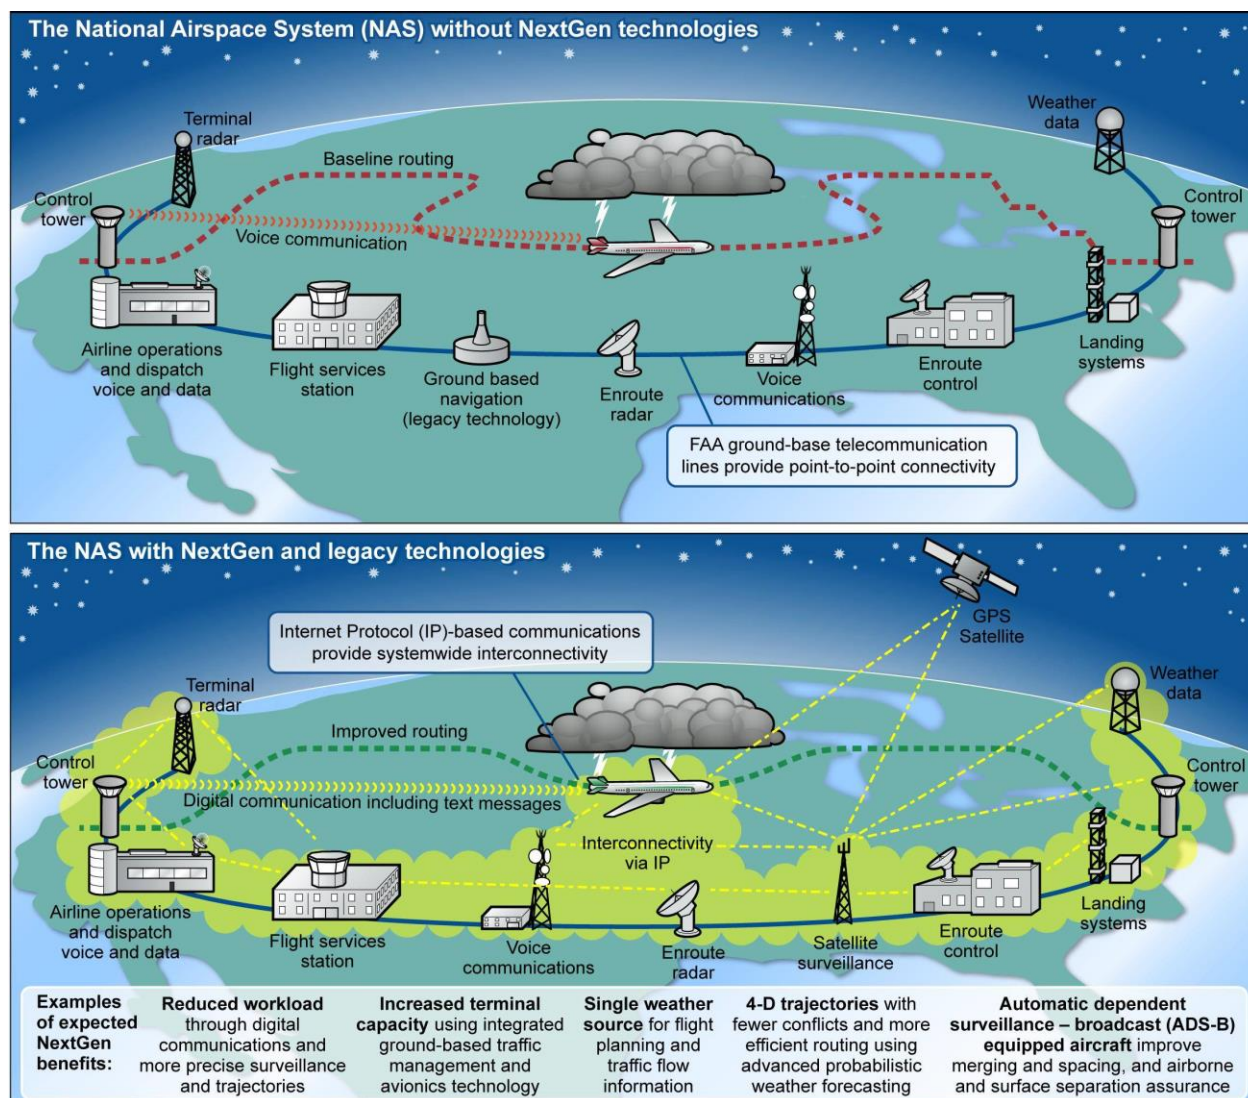 The National Airspace System (NAS) without NextGen technologies
Terminal
radar
Weather
data
Baseline routing
Control
tower
Control
tower
Voice communication
Airline operations
and dispatch
voice and data
Flight services
station
Ground based
navigation
(legacy technology)
Enroute
radar
Voice
communications
Enroute
control
Landing
systems
FAA ground-base telecommunication
lines provide point-to-point connectivity
The NAS with NextGen and legacy technologies
GPS
Satellite
Internet Protocol (IP)-based communications
provide systemwide interconnectivity
Terminal
radar
Weather
data
Improved routing
Control
tower
Control
tower
Digital communication including text messages
Interconnectivity
via IP
Airline operations
and dispatch
voice and data
Flight services
station
Voice
communications
Enroute
radar
Satellite
surveillance
Enroute
control
Landing
systems
Examples
of expected
NextGen
benefits:
Reduced workload
through digital
communications and
more precise surveillance
and trajectories
Increased terminal
capacity using integrated
ground-based traffic
management and
avionics technology
Single weather
source for flight
planning and
traffic flow
information
4-D trajectories with
fewer conflicts and more
efficient routing using
advanced probabilistic
weather forecasting
Automatic dependent
surveillance – broadcast (ADS-B)
equipped aircraft improve
merging and spacing, and airborne
and surface separation assurance